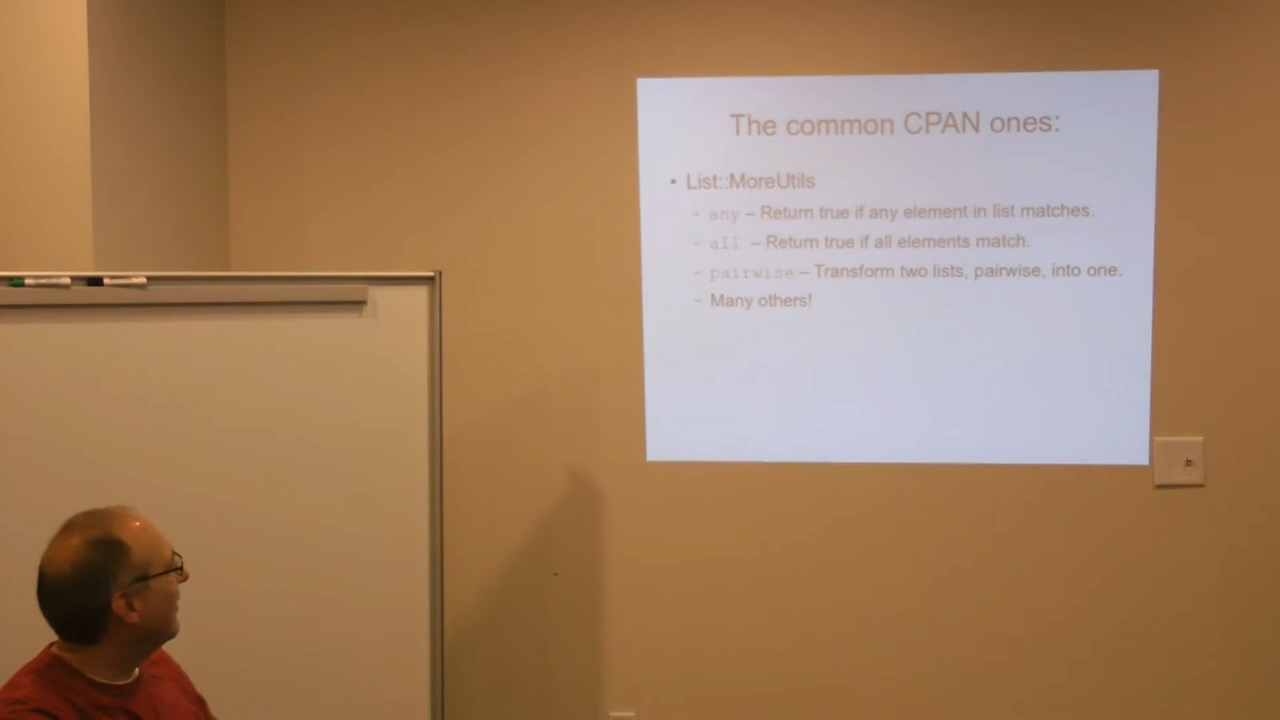 The common CPAN ones:
• List::MoreUtils
– any – Return true if any element in list matches.
– all – Return true if all elements match.
– pairwise – Transform two lists, pairwise, into one.
– Many others!